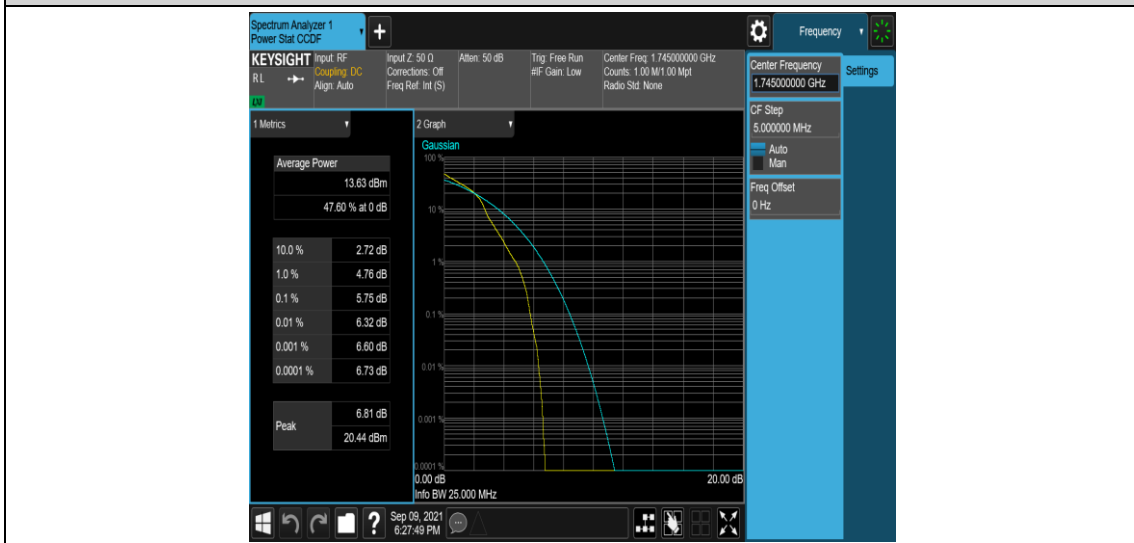 Spectrum Analyzer 1
Power Stat CCDF
+
Frequency
KEYSIGHT
RL
LXI
Input: RF
Coupling: DC
Align: Auto
Input Z: 50 Ω
Corrections: Off
Freq Ref: Int (S)
Atten: 50 dB
Trig: Free Run
#IF Gain: Low
Center Freq: 1.745000000 GHz
Counts: 1.00 M/1.00 Mpt
Radio Std: None
Center Frequency
1.745000000 GHz
Settings
CF Step
5.000000 MHz
Auto
Man
Freq Offset
0 Hz
1 Metrics
Average Power
13.63 dBm
47.60 % at 0 dB
10.0 % 2.72 dB
1.0 % 4.76 dB
0.1 % 5.75 dB
0.01 % 6.32 dB
0.001 % 6.60 dB
0.0001 % 6.73 dB
Peak
6.81 dB
20.44 dBm
2 Graph
Gaussian
100 %
10 %
1 %
0.1 %
0.01 %
0.001 %
0.0001 %
0.00 dB 20.00 dB
Info BW 25.000 MHz
?
Sep 09, 2021
6:27:49 PM